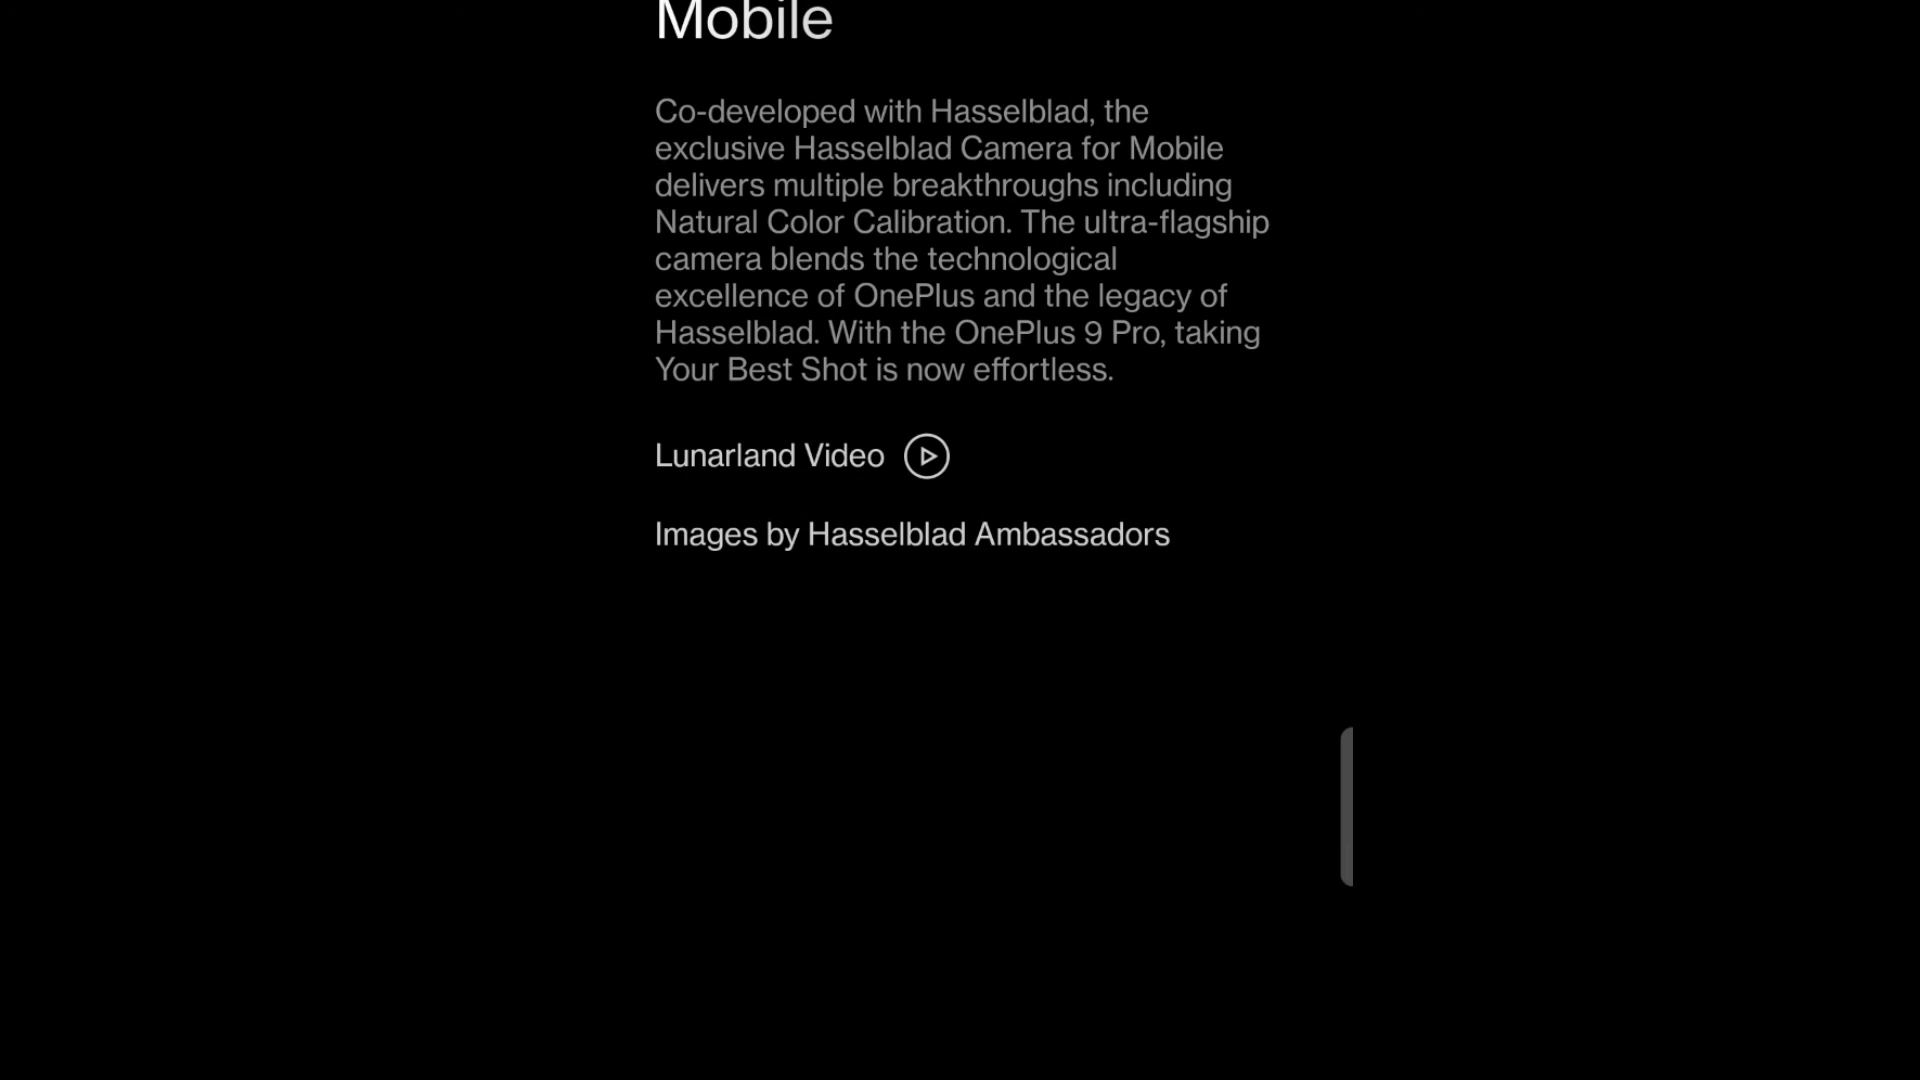 Mobile
Co-developed with Hasselblad, the
exclusive Hasselblad Camera for Mobile
delivers multiple breakthroughs including
Natural Color Calibration. The ultra-flagship
camera blends the technological
excellence of OnePlus and the legacy of
Hasselblad. With the OnePlus 9 Pro, taking
Your Best Shot is now effortless.
Lunarland Video
Images by Hasselblad Ambassadors